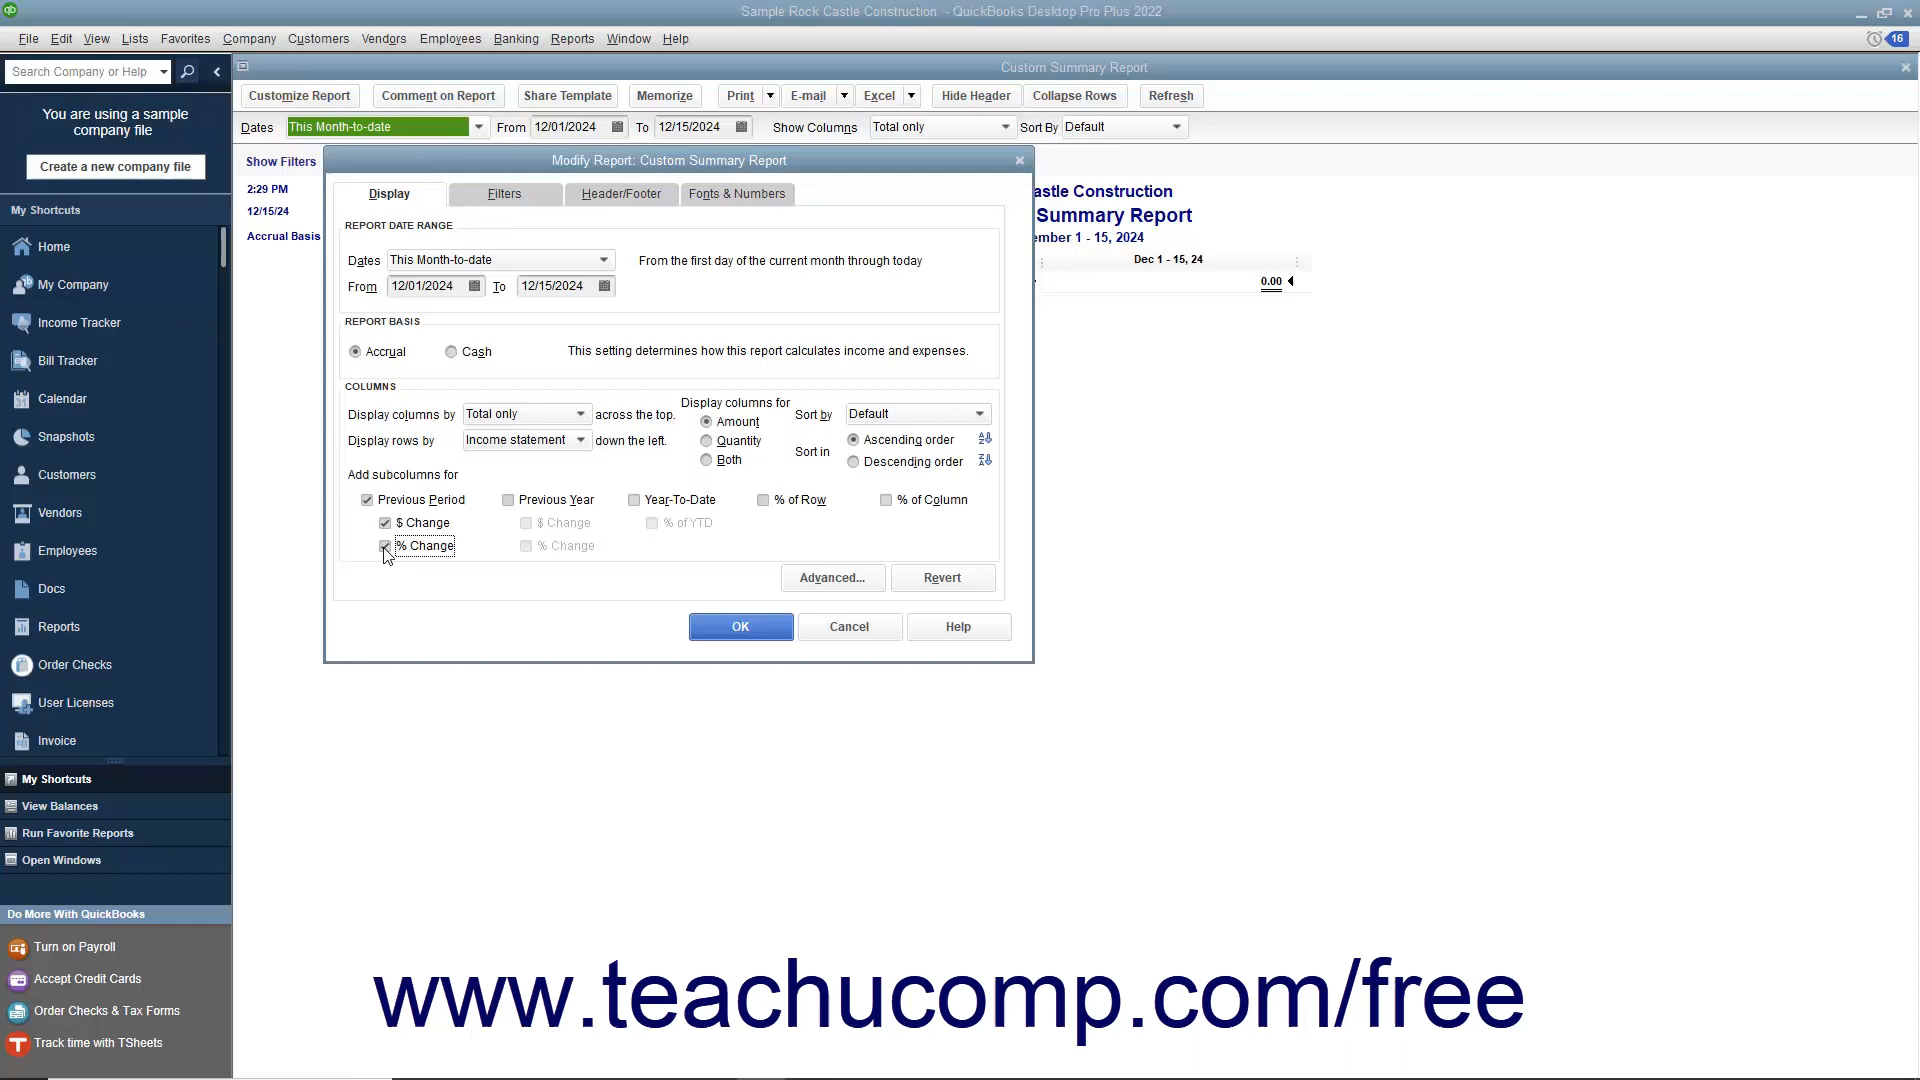 Sample Rock Castle Construction - QuickBooks Desktop Pro Plus 2022
File Edit View Lists Favorites Company Customers Vendors Employees Banking Reports Window Help
16
Search Company or Help
Custom Summary Report
Customize Report Comment on Report Share Template Memorize Print E-mail Excel Hide Header Collapse Rows Refresh
You are using a sample
company file
Create a new company file
Dates This Month-to-date From 12/01/2024 To 12/15/2024 Show Columns Total only Sort By Default
Show Filters
2:29 PM
12/15/24
Accrual Basis
astle Construction
Summary Report
ember 1 - 15, 2024
Dec 1 - 15, 24
0.00
Modify Report: Custom Summary Report
Display Filters Header/Footer Fonts & Numbers
REPORT DATE RANGE
Dates This Month-to-date From the first day of the current month through today
From 12/01/2024 To 12/15/2024
REPORT BASIS
Accrual Cash This setting determines how this report calculates income and expenses.
COLUMNS
Display columns by Total only across the top.
Display rows by Income statement down the left.
Display columns for
Amount
Quantity
Both
Sort by Default
Sort in
Ascending order
Descending order
Add subcolumns for
Previous Period Previous Year Year-To-Date % of Row % of Column
$ Change $ Change % of YTD
% Change % Change
Advanced... Revert
OK Cancel Help
My Shortcuts
Home
My Company
Income Tracker
Bill Tracker
Calendar
Snapshots
Customers
Vendors
Employees
Docs
Reports
Order Checks
User Licenses
Invoice
My Shortcuts
View Balances
Run Favorite Reports
Open Windows
Do More With QuickBooks
Turn on Payroll
Accept Credit Cards
Order Checks & Tax Forms
Track time with TSheets
www.teachucomp.com/free